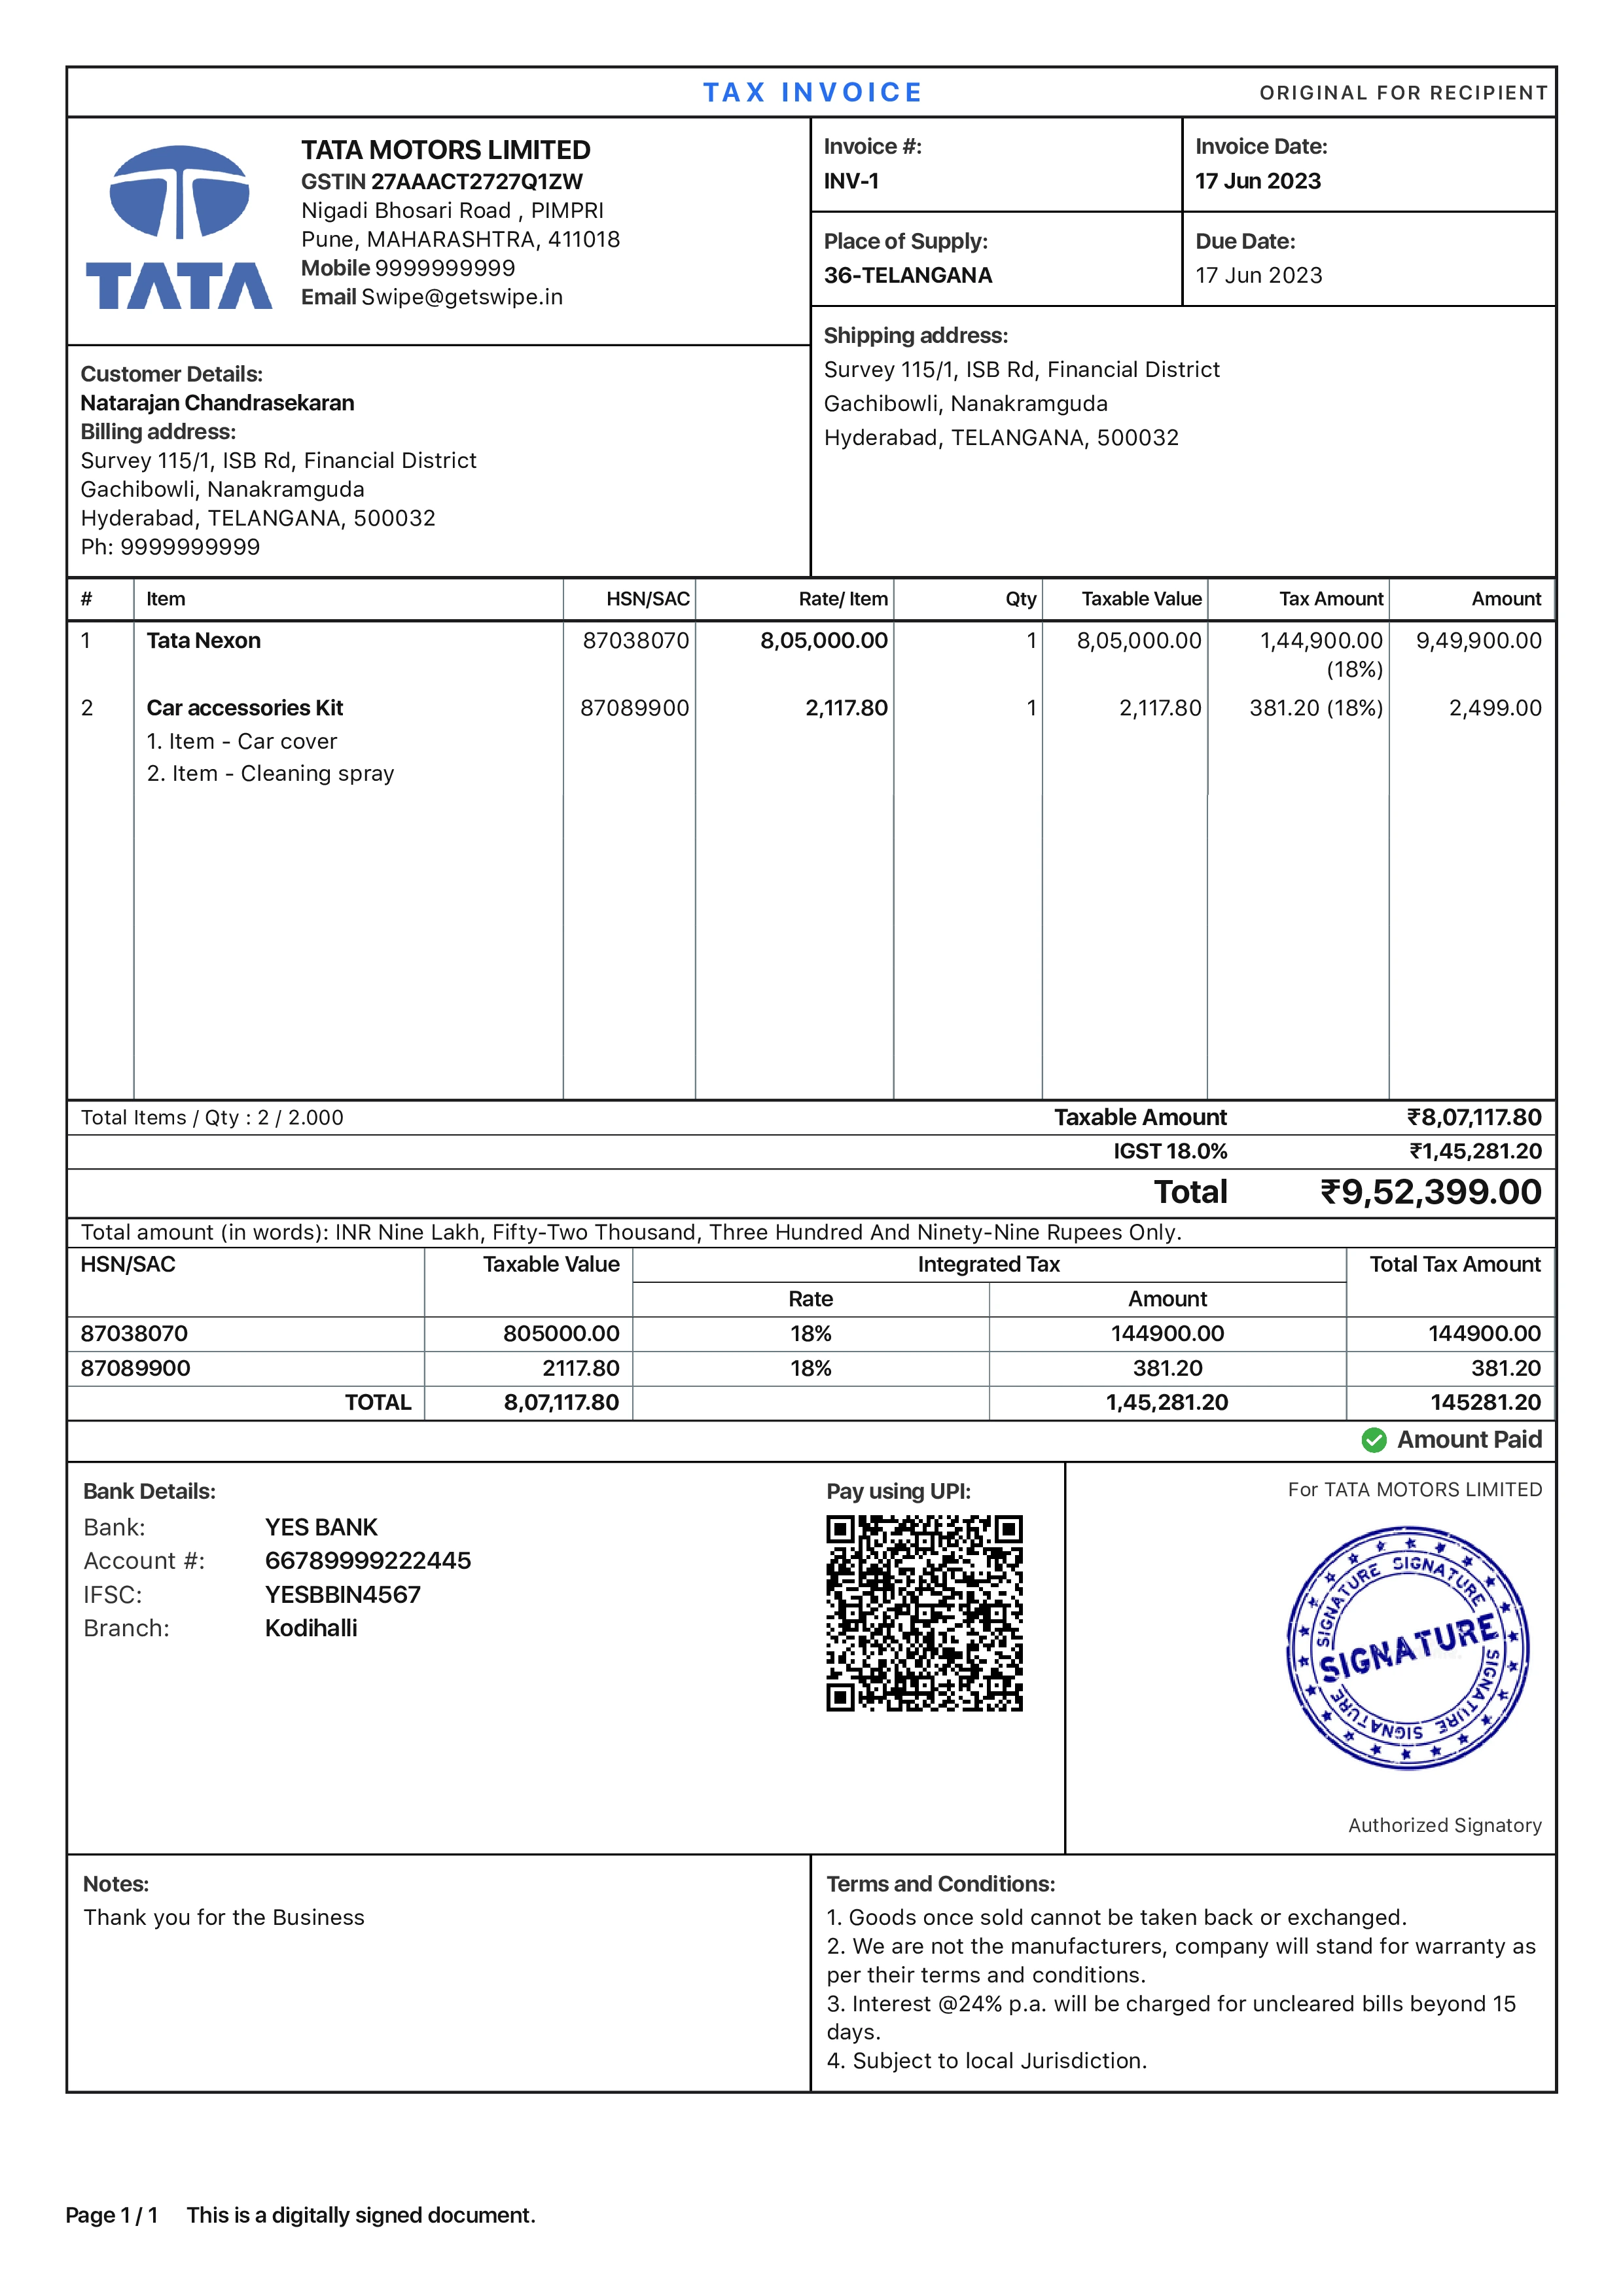 TAX INVOICE
ORIGINAL FOR RECIPIENT
TATA
TATA MOTORS LIMITED
GSTIN 27AAACT2727Q1ZW
Nigadi Bhosari Road , PIMPRI
Pune, MAHARASHTRA, 411018
Mobile 9999999999
Email Swipe@getswipe.in
Invoice #:
INV-1
Invoice Date:
17 Jun 2023
Place of Supply:
36-TELANGANA
Due Date:
17 Jun 2023
Customer Details:
Natarajan Chandrasekaran
Billing address:
Survey 115/1, ISB Rd, Financial District
Gachibowli, Nanakramguda
Hyderabad, TELANGANA, 500032
Ph: 9999999999
Shipping address:
Survey 115/1, ISB Rd, Financial District
Gachibowli, Nanakramguda
Hyderabad, TELANGANA, 500032
# Item HSN/SAC Rate/ Item Qty Taxable Value Tax Amount Amount
1 Tata Nexon 87038070 8,05,000.00 1 8,05,000.00 1,44,900.00 9,49,900.00
(18%)
2 Car accessories Kit 87089900 2,117.80 1 2,117.80 381.20 (18%) 2,499.00
1. Item - Car cover
2. Item - Cleaning spray
Total Items / Qty : 2 / 2.000 Taxable Amount ₹8,07,117.80
IGST 18.0% ₹1,45,281.20
Total ₹9,52,399.00
Total amount (in words): INR Nine Lakh, Fifty-Two Thousand, Three Hundred And Ninety-Nine Rupees Only.
HSN/SAC Taxable Value Integrated Tax Total Tax Amount
Rate Amount
87038070 805000.00 18% 144900.00 144900.00
87089900 2117.80 18% 381.20 381.20
TOTAL 8,07,117.80 1,45,281.20 145281.20
Amount Paid
Bank Details:
Bank: YES BANK
Account #: 66789999222445
IFSC: YESBBIN4567
Branch: Kodihalli
Pay using UPI:
For TATA MOTORS LIMITED
SIGNATURE SIGNATURE SIGNATURE SIGNATURE SIGNATURE
SIGNATURE
Authorized Signatory
Notes:
Thank you for the Business
Terms and Conditions:
1. Goods once sold cannot be taken back or exchanged.
2. We are not the manufacturers, company will stand for warranty as
per their terms and conditions.
3. Interest @24% p.a. will be charged for uncleared bills beyond 15
days.
4. Subject to local Jurisdiction.
Page 1 / 1 This is a digitally signed document.